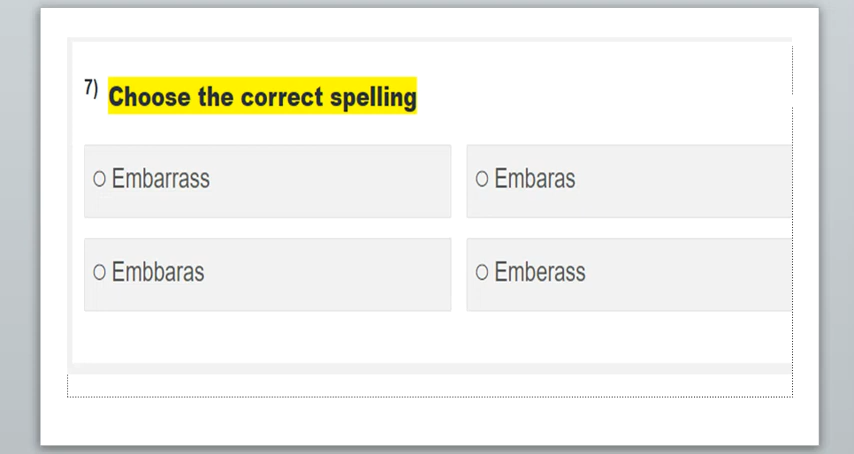 7) Choose the correct spelling
Embarrass
Embaras
Embbaras
Emberass